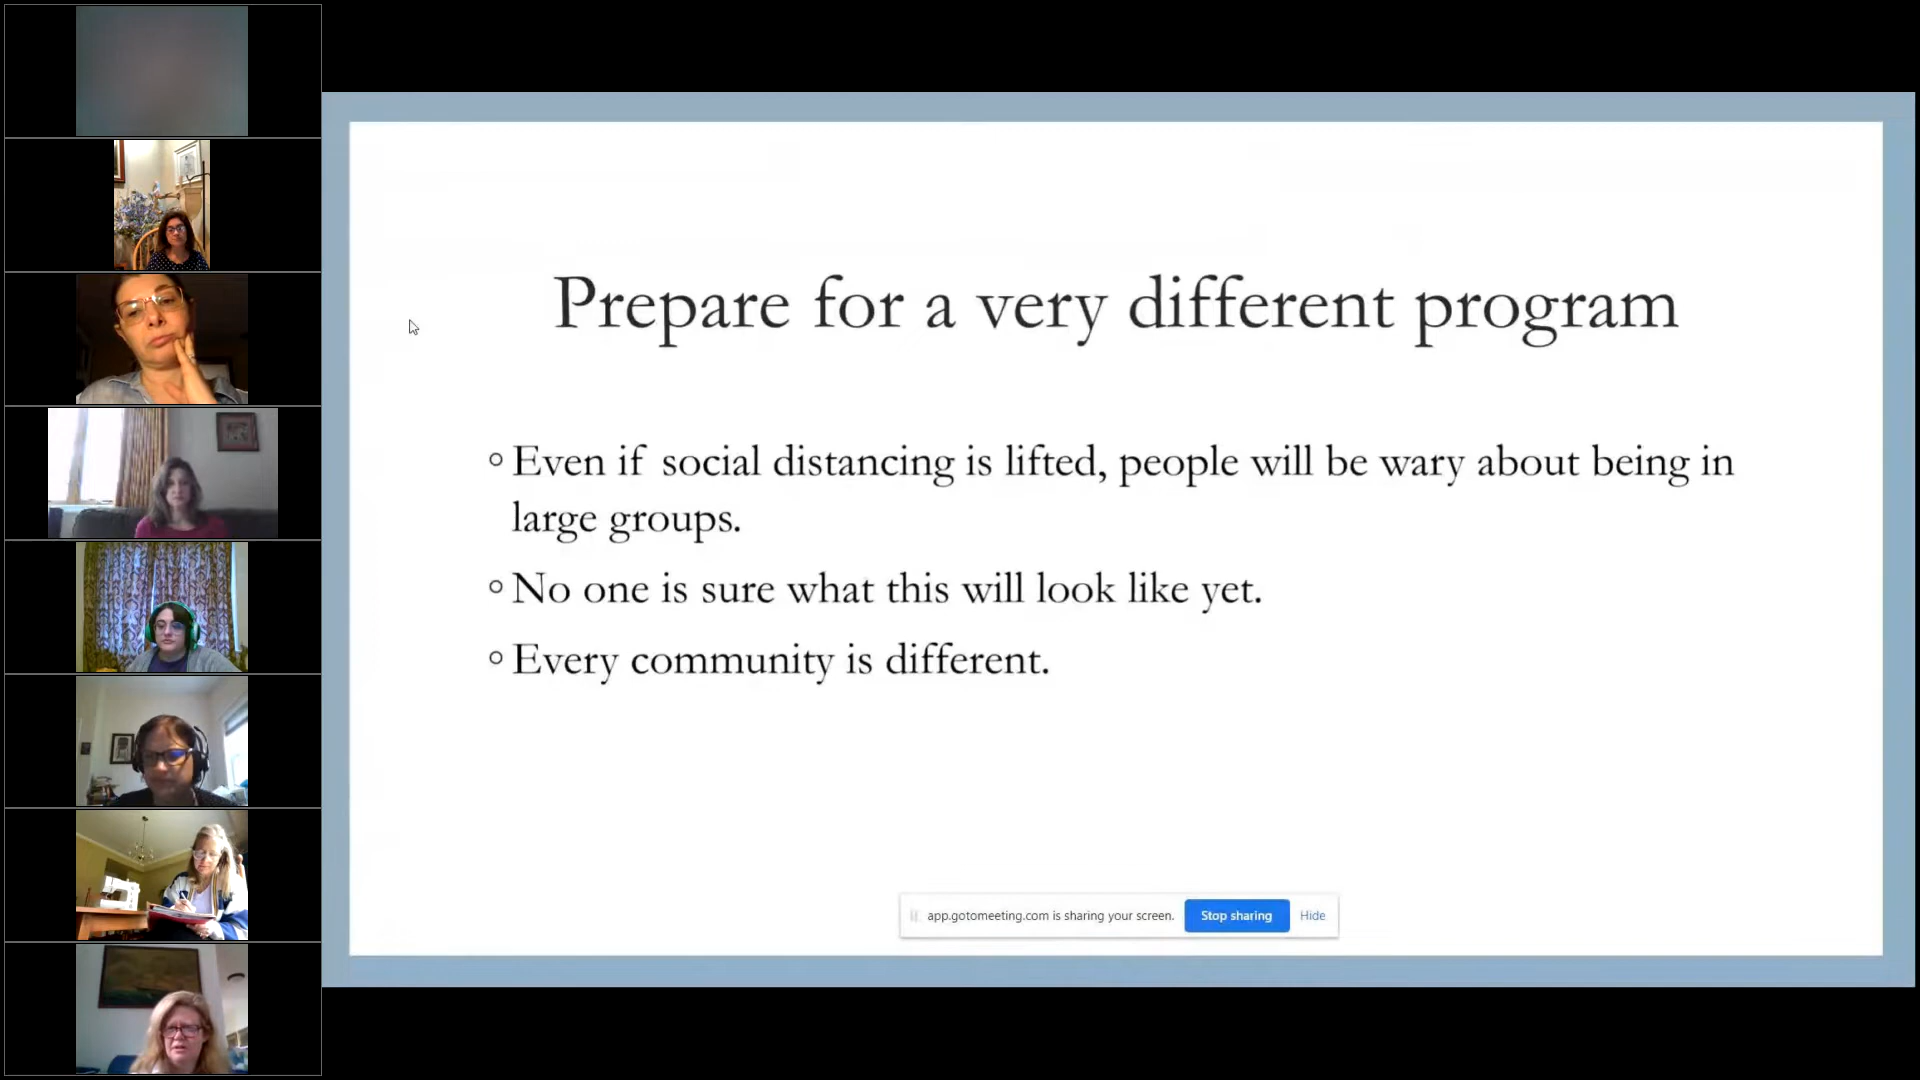 Prepare for a very different program
◦ Even if social distancing is lifted, people will be wary about being in
large groups.
◦ No one is sure what this will look like yet.
◦ Every community is different.
app.gotomeeting.com is sharing your screen. Stop sharing Hide